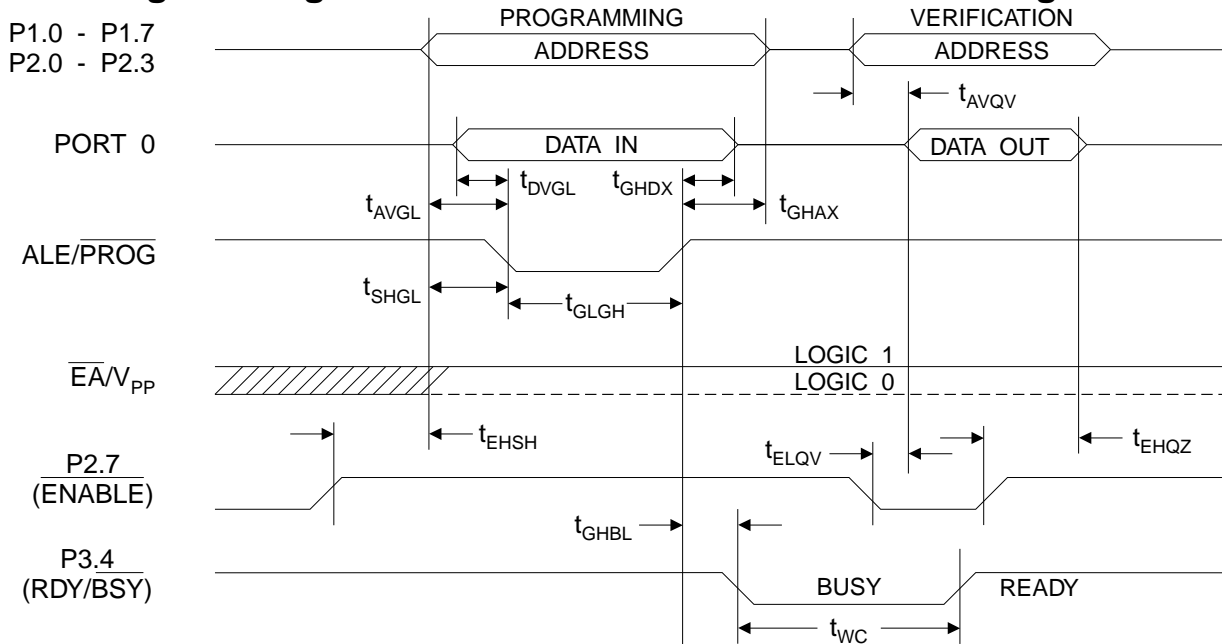 PROGRAMMING VERIFICATION
P1.0 - P1.7
P2.0 - P2.3
ADDRESS ADDRESS
tAVQV
PORT 0
DATA IN DATA OUT
tDVGL tGHDX
tAVGL tGHAX
ALE/PROG
tSHGL
tGLGH
LOGIC 1
EA/VPP
LOGIC 0
tEHSH
tELQV tEHQZ
P2.7
(ENABLE)
tGHBL
P3.4
(RDY/BSY)
BUSY READY
tWC